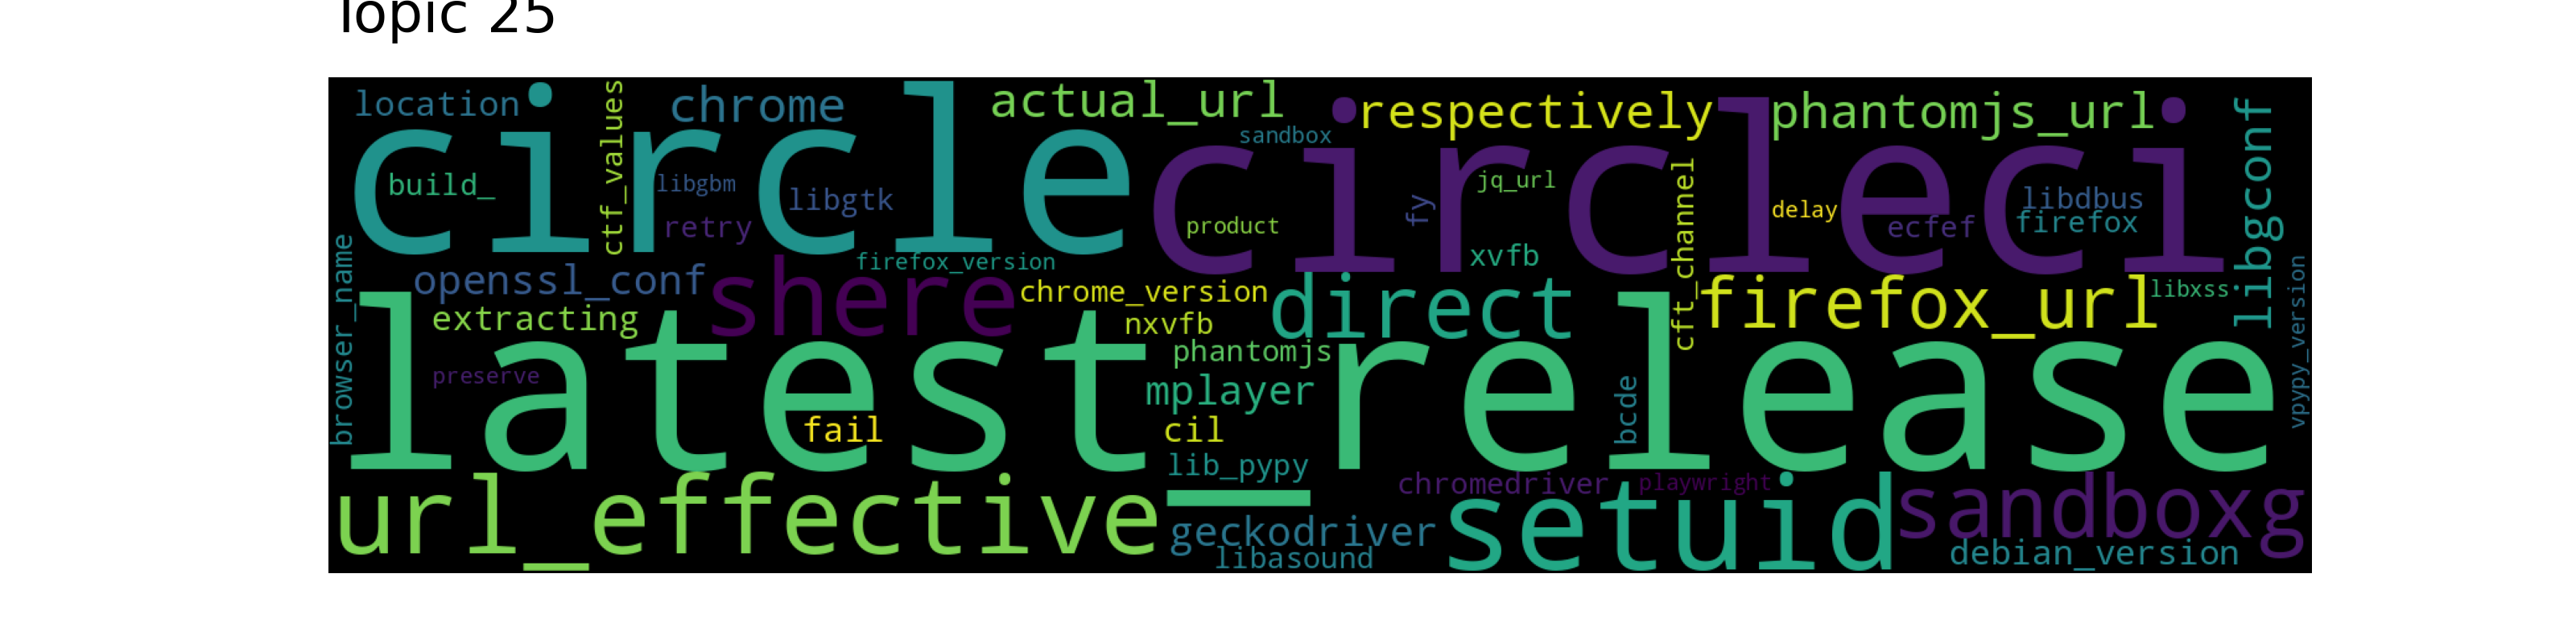 Topic 25
location
chrome
actual_url
respectively
phantomjs_url
circle
circleci
sandbox
ctf_values
build_
libgbm
libgtk
retry
product
fy
jq_url
cft_channel
delay
libdbus
ecfef
firefox
libgconf
browser_name
openssl_conf
shere
firefox_version
chrome_version
xvfb
direct
firefox_url
libxss
vpypy_version
extracting
nxvfb
latest_release
phantomjs
preserve
mplayer
bcde
fail
cil
lib_pypy
url_effective
chromedriver
playwright
setuid
sandboxg
geckodriver
libasound
debian_version